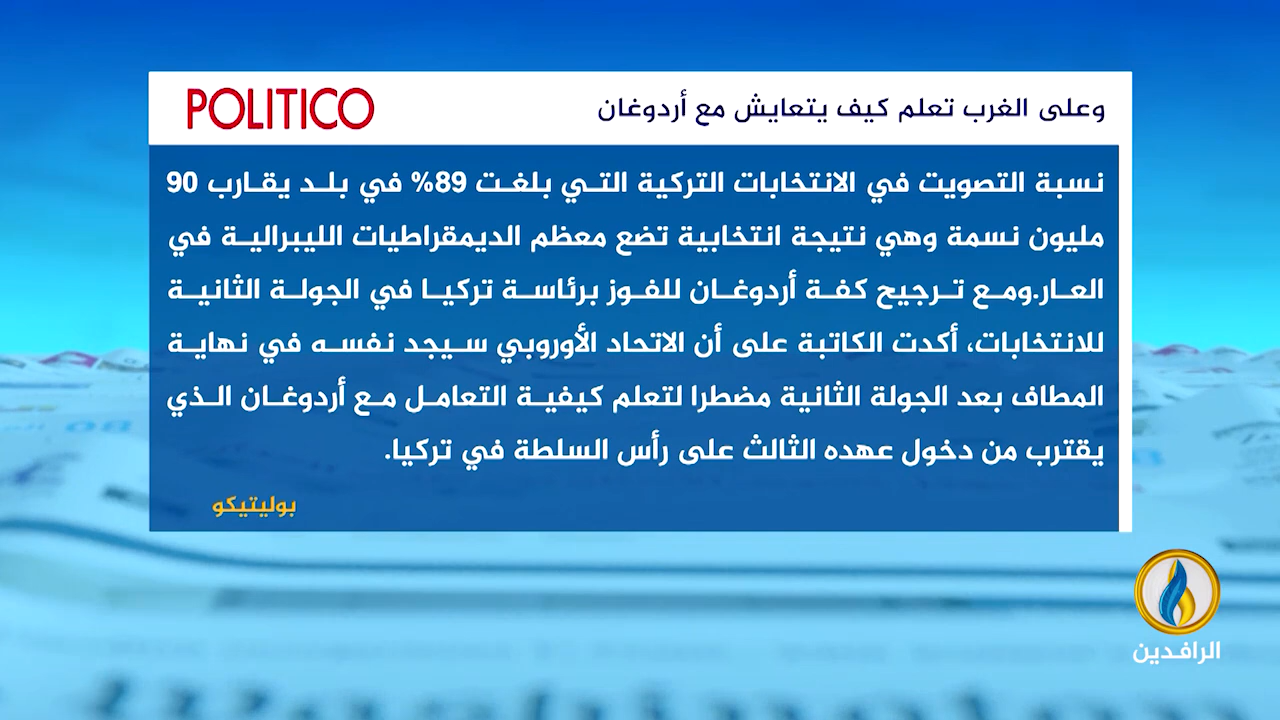 POLITICO
وعلى الغرب تعلم كيف يتعايش مع أردوغان
نسبة التصويت في الانتخابات التركية التي بلغت 89% في بلد يقارب 90
مليون نسمة وهي نتيجة انتخابية تضع معظم الديمقراطيات الليبرالية في
العار.ومع ترجيح كفة أردوغان للفوز برئاسة تركيا في الجولة الثانية
للانتخابات، أكدت الكاتبة على أن الاتحاد الأوروبي سيجد نفسه في نهاية
المطاف بعد الجولة الثانية مضطرا لتعلم كيفية التعامل مع أردوغان الذي
يقترب من دخول عهده الثالث على رأس السلطة في تركيا.
بوليتيكو
الرافدين